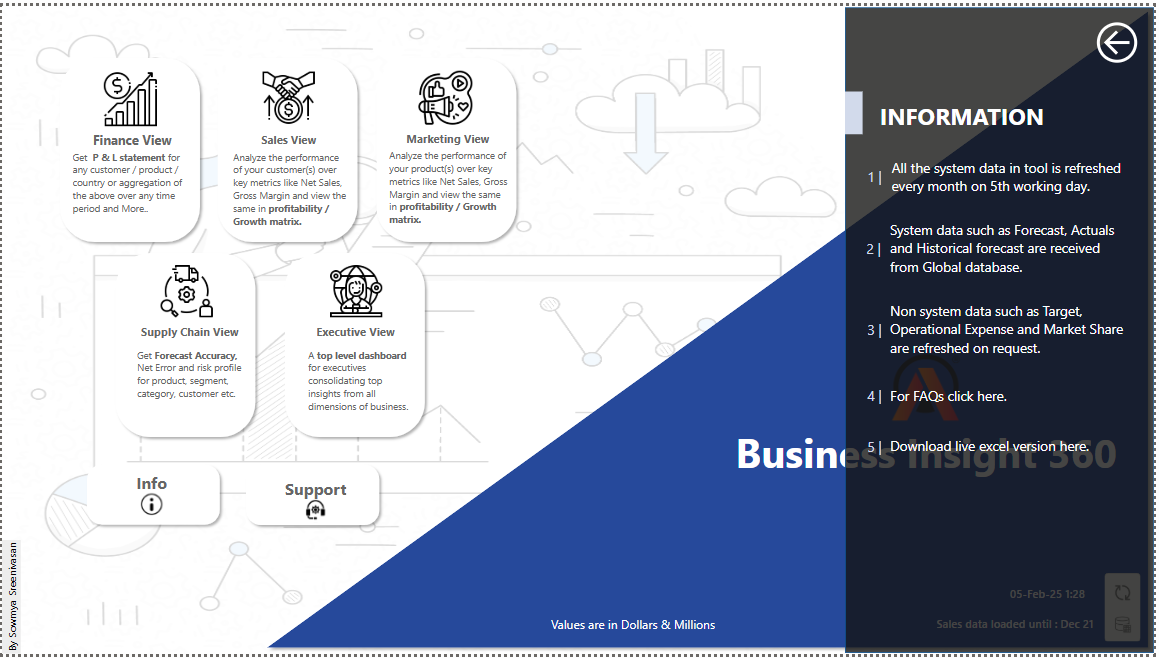 Finance View
Get P & L statement for
any customer / product /
country or aggregation of
the above over any time
period and More..
Sales View
Analyze the performance
of your customer(s) over
key metrics like Net Sales,
Gross Margin and view the
same in profitability /
Growth matrix.
Marketing View
Analyze the performance of
your product(s) over key
metrics like Net Sales, Gross
Margin and view the same
in profitability / Growth
matrix.
Supply Chain View
Get Forecast Accuracy,
Net Error and risk profile
for product, segment,
category, customer etc.
Executive View
A top level dashboard
for executives
consolidating top
insights from all
dimensions of business.
Info
Support
By Sowmya Sreenivasan
Business Insight 360
Values are in Dollars & Millions
INFORMATION
1 | All the system data in tool is refreshed
every month on 5th working day.
2 | System data such as Forecast, Actuals
and Historical forecast are received
from Global database.
3 | Non system data such as Target,
Operational Expense and Market Share
are refreshed on request.
4 | For FAQs click here.
5 | Download live excel version here.
05-Feb-25 1:28
Sales data loaded until : Dec 21